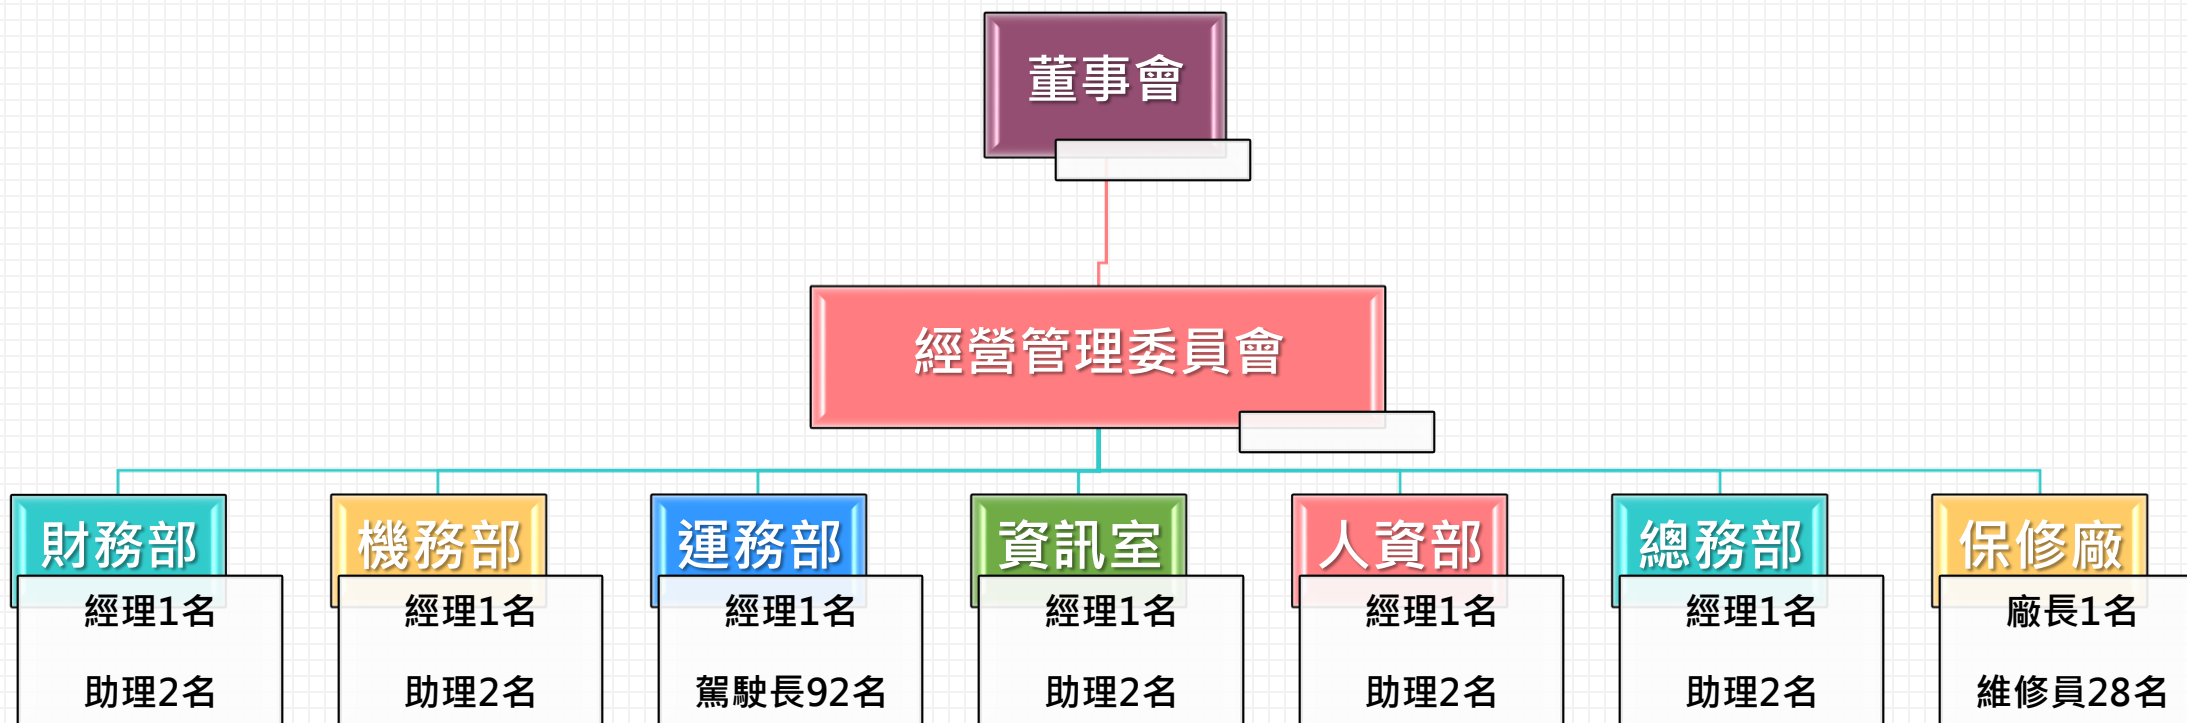 董事會
經營管理委員會
財務部
機務部
運務部
資訊室
人資部
總務部
保修廠
經理1名
助理2名
經理1名
助理2名
經理1名
駕駛長92名
經理1名
助理2名
經理1名
助理2名
經理1名
助理2名
廠長1名
維修員28名